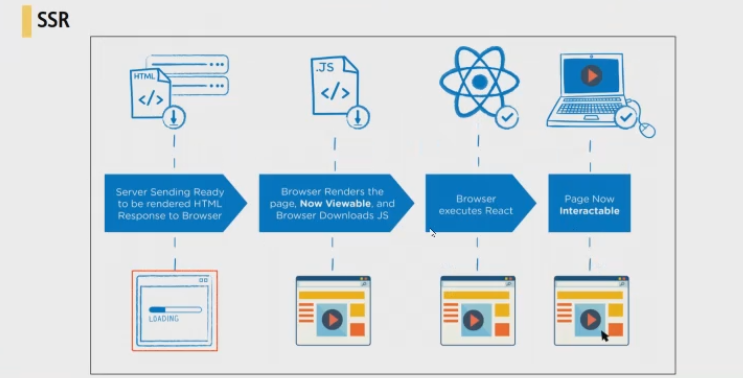 SSR
HTML
</>
.JS
</>
Server Sending Ready
to be rendered HTML
Response to Browser
Browser Renders the
page, Now Viewable, and
Browser Downloads JS
Browser
executes React
Page Now
Interactable
LOADING